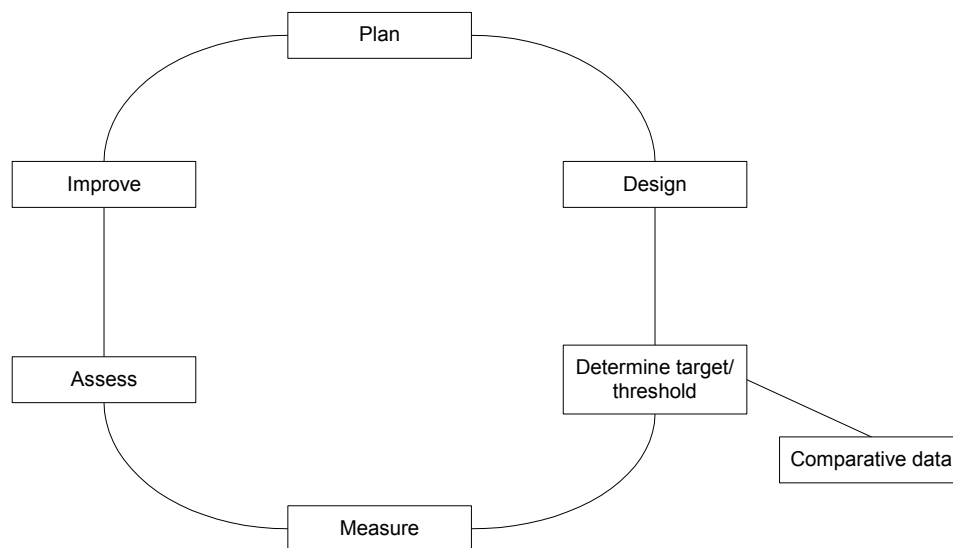 Plan
Improve
Design
Assess
Determine target/
threshold
Comparative data
Measure